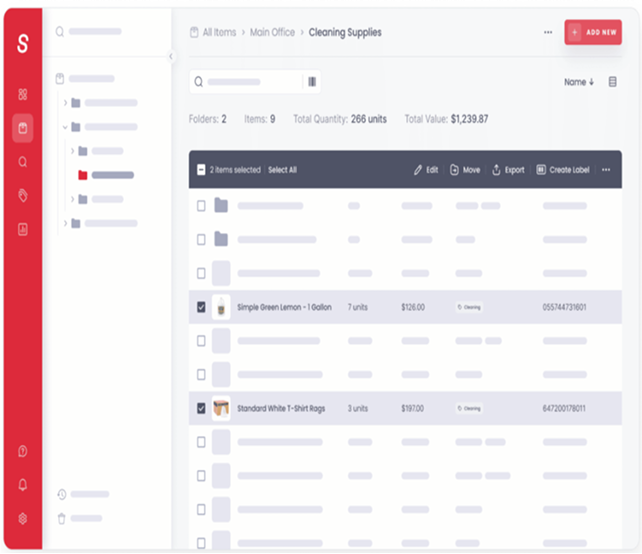 S
All Items > Main Office > Cleaning Supplies ... + ADD NEW
Name ↓
Folders: 2 Items: 9 Total Quantity: 266 units Total Value: $1,239.87
2 items selected | Select All Edit Move Export Create Label ...
Simple Green Lemon - 1 Gallon 7 units $126.00 Cleaning 055744731601
Standard White T-Shirt Rags 3 units $197.00 Cleaning 647200178011